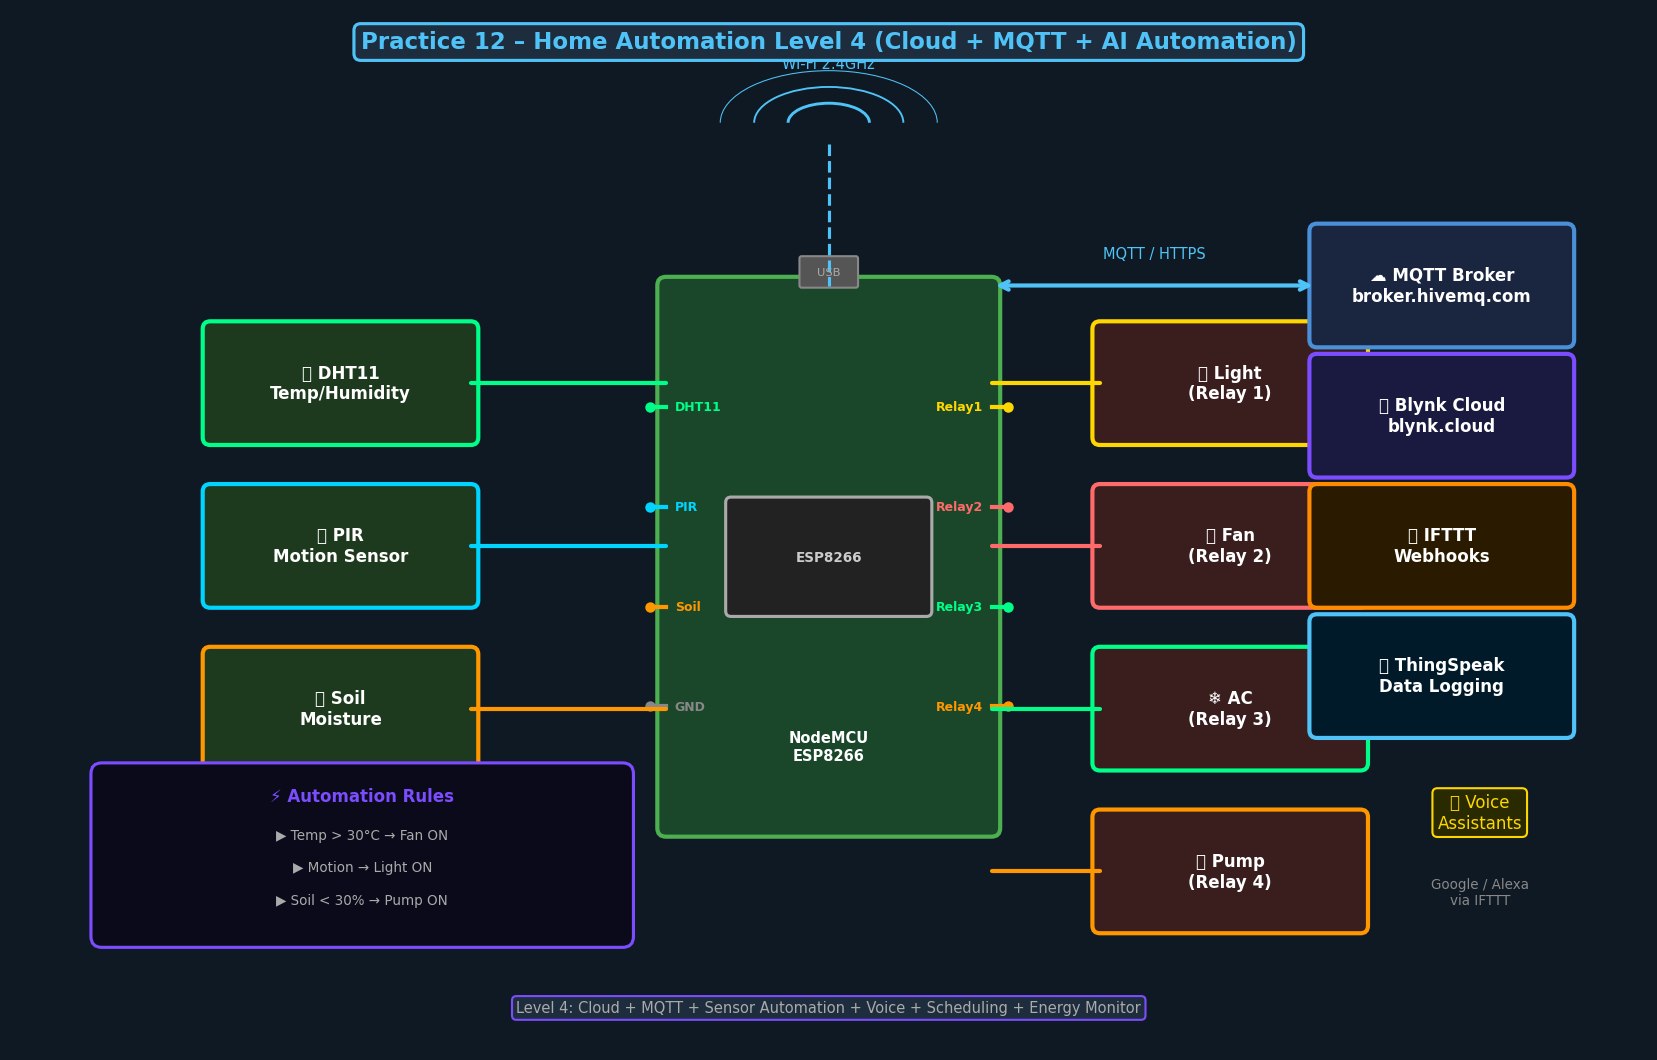 Practice 12 – Home Automation Level 4 (Cloud + MQTT + AI Automation)
Wi-Fi 2.4GHz
USB
MQTT / HTTPS
☁ MQTT Broker
broker.hivemq.com
DHT11
Temp/Humidity
DHT11
Relay1
Light
(Relay 1)
Blynk Cloud
blynk.cloud
PIR
Motion Sensor
PIR
Relay2
ESP8266
Fan
(Relay 2)
IFTTT
Webhooks
Soil
Moisture
Soil
Relay3
GND
Relay4
NodeMCU
ESP8266
❄ AC
(Relay 3)
ThingSpeak
Data Logging
⚡ Automation Rules
▶ Temp > 30°C → Fan ON
▶ Motion → Light ON
▶ Soil < 30% → Pump ON
Pump
(Relay 4)
Voice
Assistants
Google / Alexa
via IFTTT
Level 4: Cloud + MQTT + Sensor Automation + Voice + Scheduling + Energy Monitor